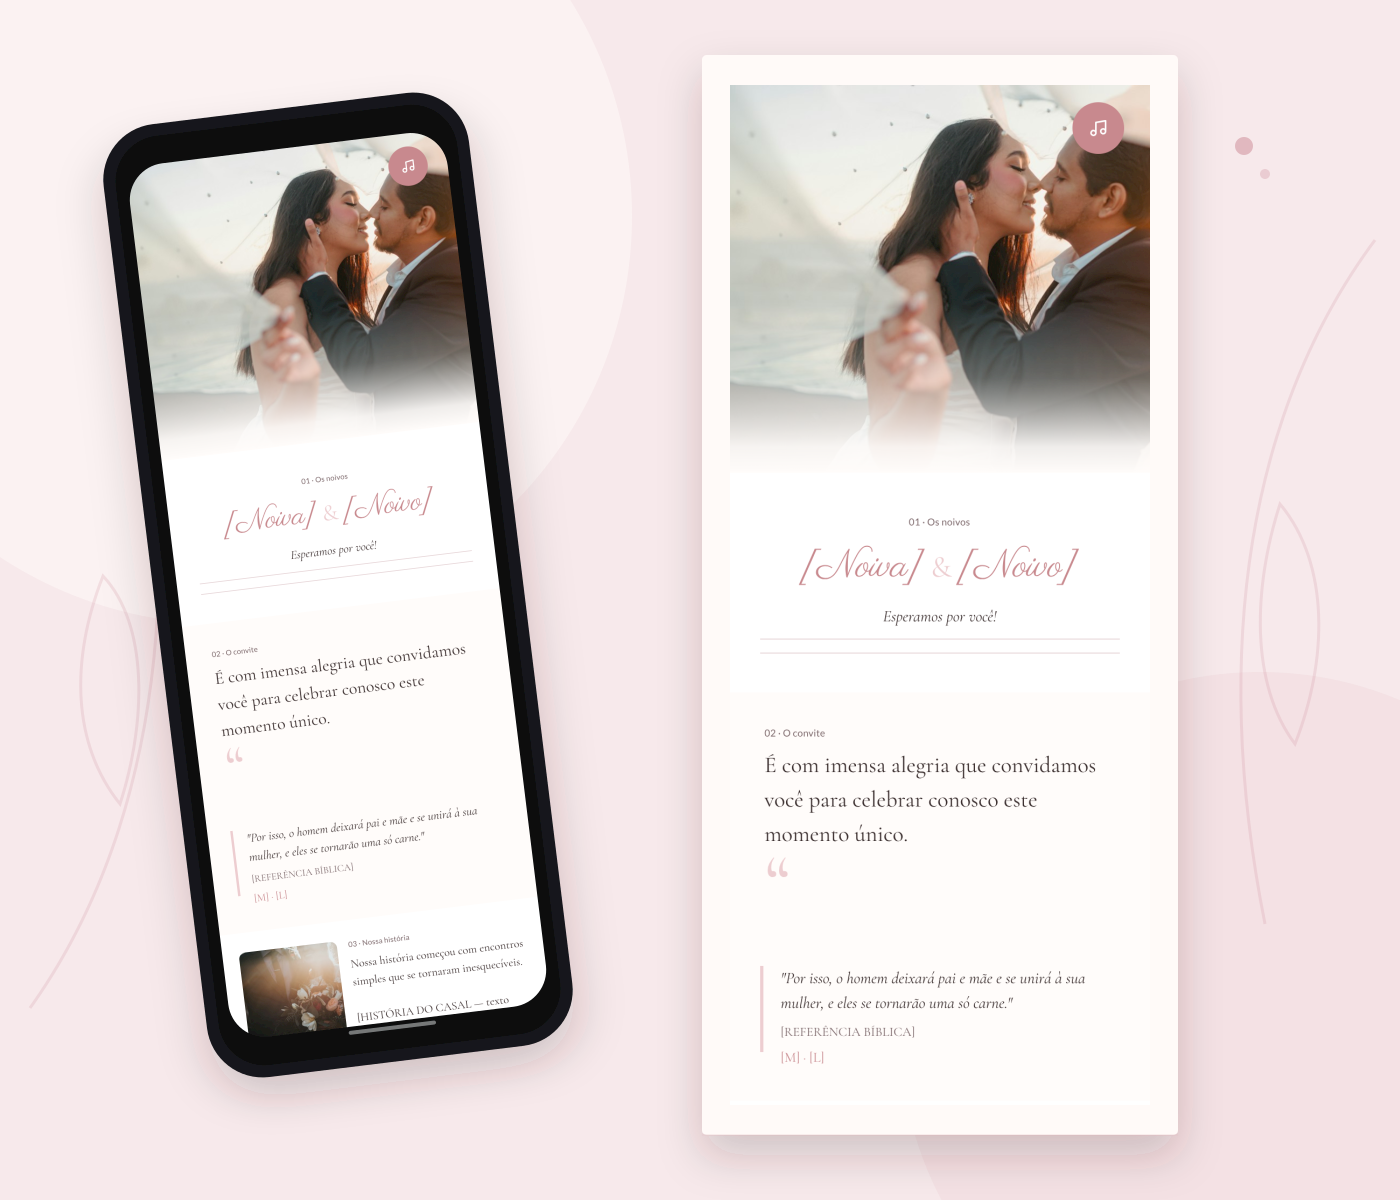 01 · Os noivos
[Noiva] & [Noivo]
Esperamos por você!
02 · O convite
É com imensa alegria que convidamos
você para celebrar conosco este
momento único.
“
"Por isso, o homem deixará pai e mãe e se unirá à sua
mulher, e eles se tornarão uma só carne."
[REFERÊNCIA BÍBLICA]
[M] · [L]
03 · Nossa história
Nossa história começou com encontros
simples que se tornaram inesquecíveis.
[HISTÓRIA DO CASAL — texto
01 · Os noivos
[Noiva] & [Noivo]
Esperamos por você!
02 · O convite
É com imensa alegria que convidamos
você para celebrar conosco este
momento único.
“
"Por isso, o homem deixará pai e mãe e se unirá à sua
mulher, e eles se tornarão uma só carne."
[REFERÊNCIA BÍBLICA]
[M] · [L]